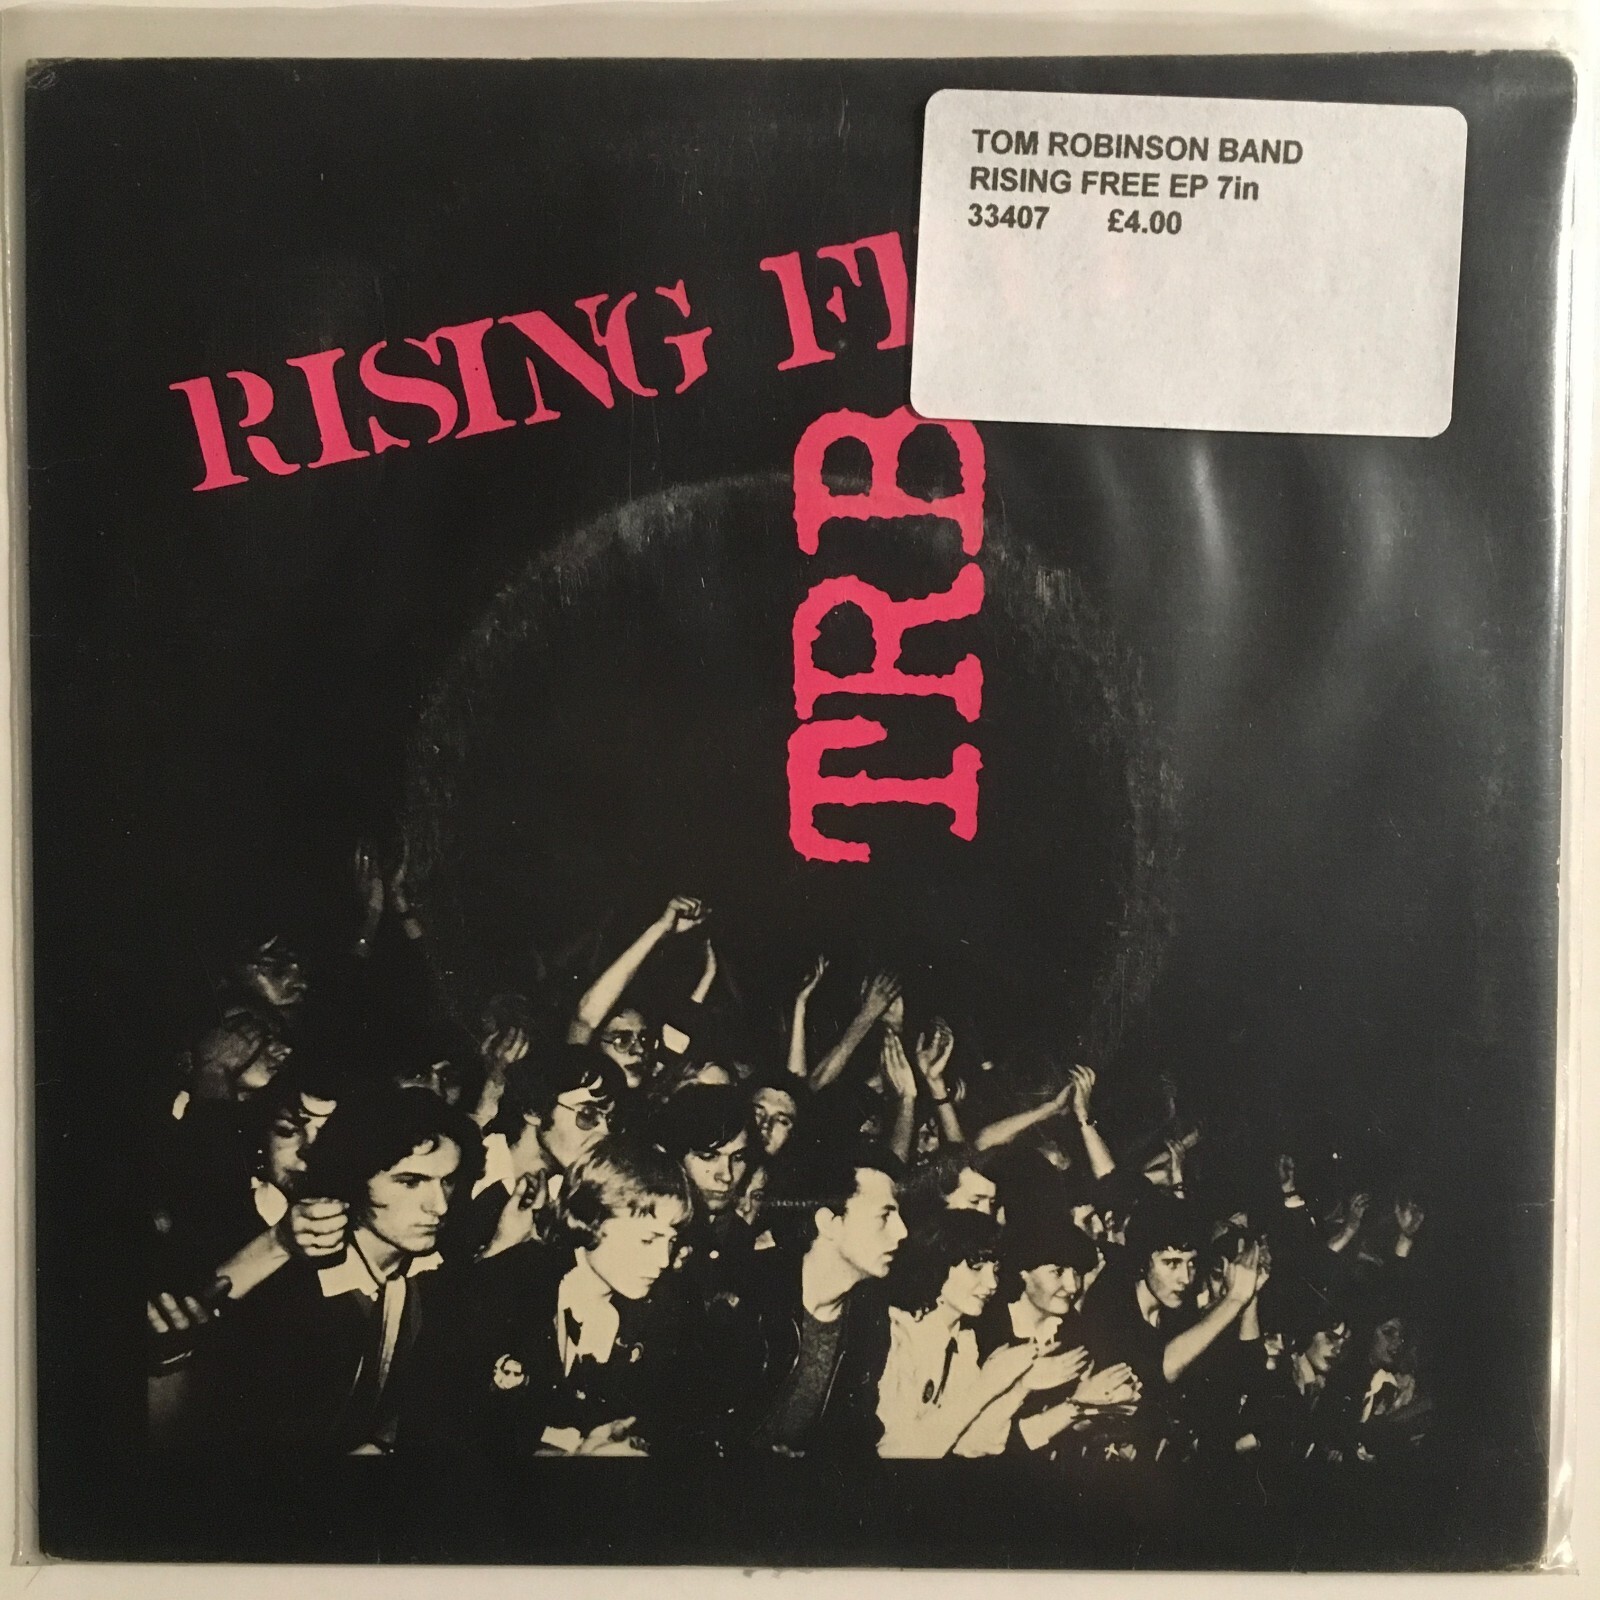 TOM ROBINSON BAND
RISING FREE EP 7in
33407 £4.00
RISING F
TRB